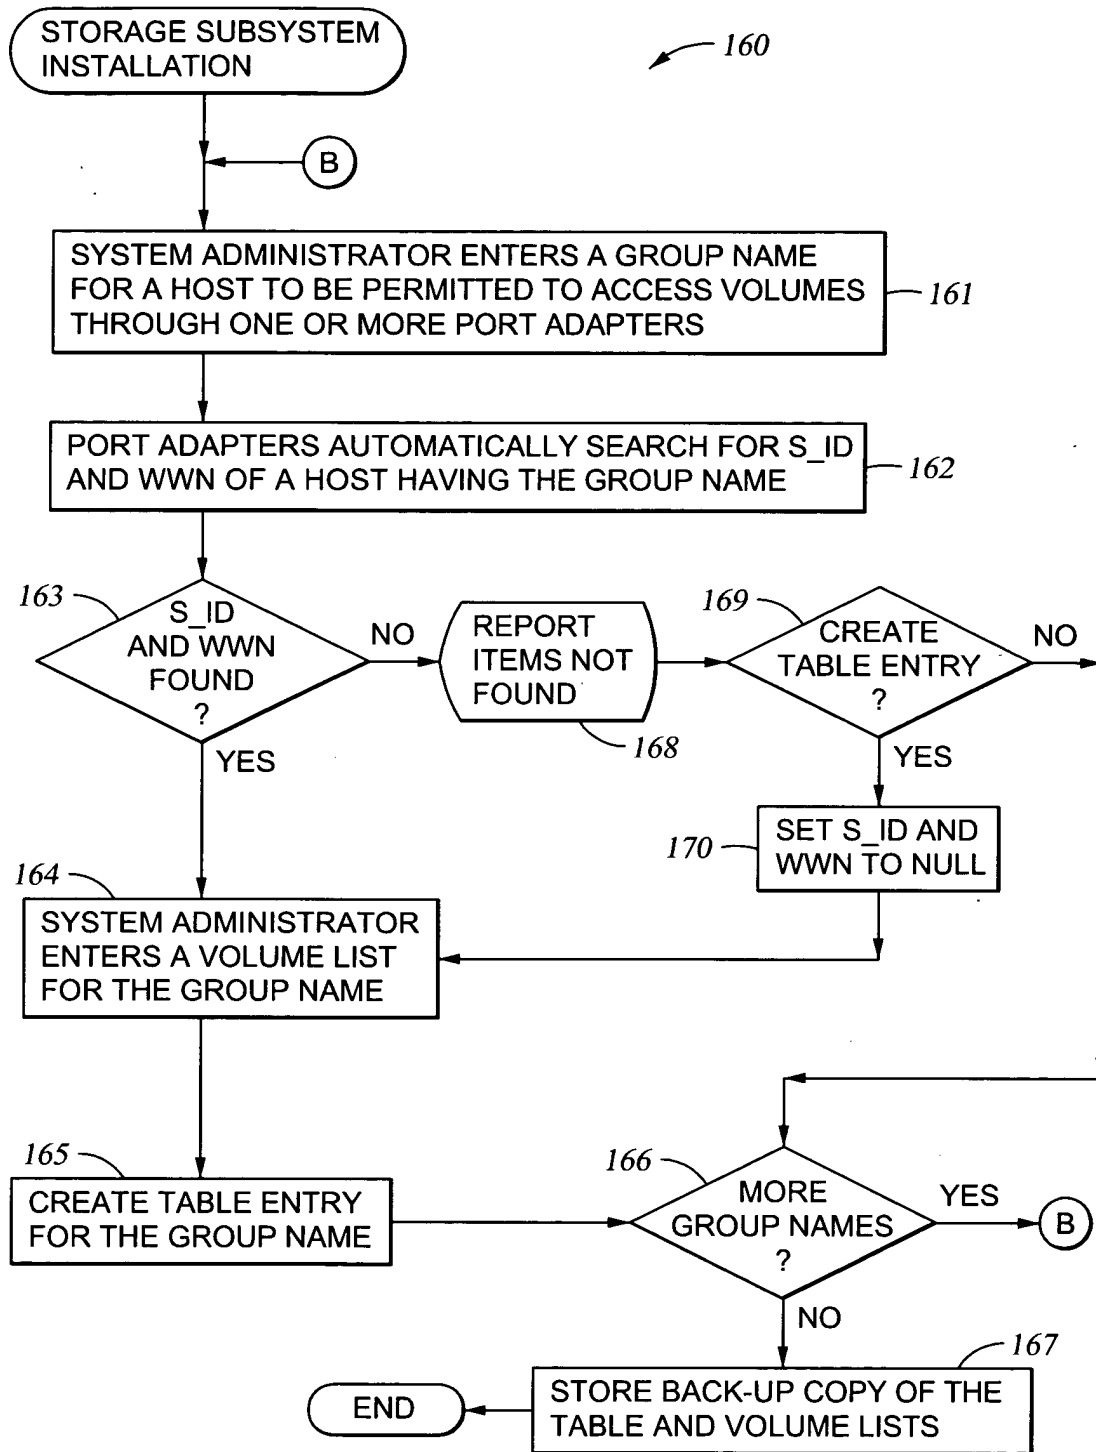 STORAGE SUBSYSTEM
INSTALLATION
160
B
SYSTEM ADMINISTRATOR ENTERS A GROUP NAME
FOR A HOST TO BE PERMITTED TO ACCESS VOLUMES
THROUGH ONE OR MORE PORT ADAPTERS
161
PORT ADAPTERS AUTOMATICALLY SEARCH FOR S_ID
AND WWN OF A HOST HAVING THE GROUP NAME
162
163
S_ID
AND WWN
FOUND
?
NO
YES
REPORT
ITEMS NOT
FOUND
168
169
CREATE
TABLE ENTRY
?
NO
YES
170
SET S_ID AND
WWN TO NULL
164
SYSTEM ADMINISTRATOR
ENTERS A VOLUME LIST
FOR THE GROUP NAME
165
CREATE TABLE ENTRY
FOR THE GROUP NAME
166
MORE
GROUP NAMES
?
YES
B
NO
167
STORE BACK-UP COPY OF THE
TABLE AND VOLUME LISTS
END